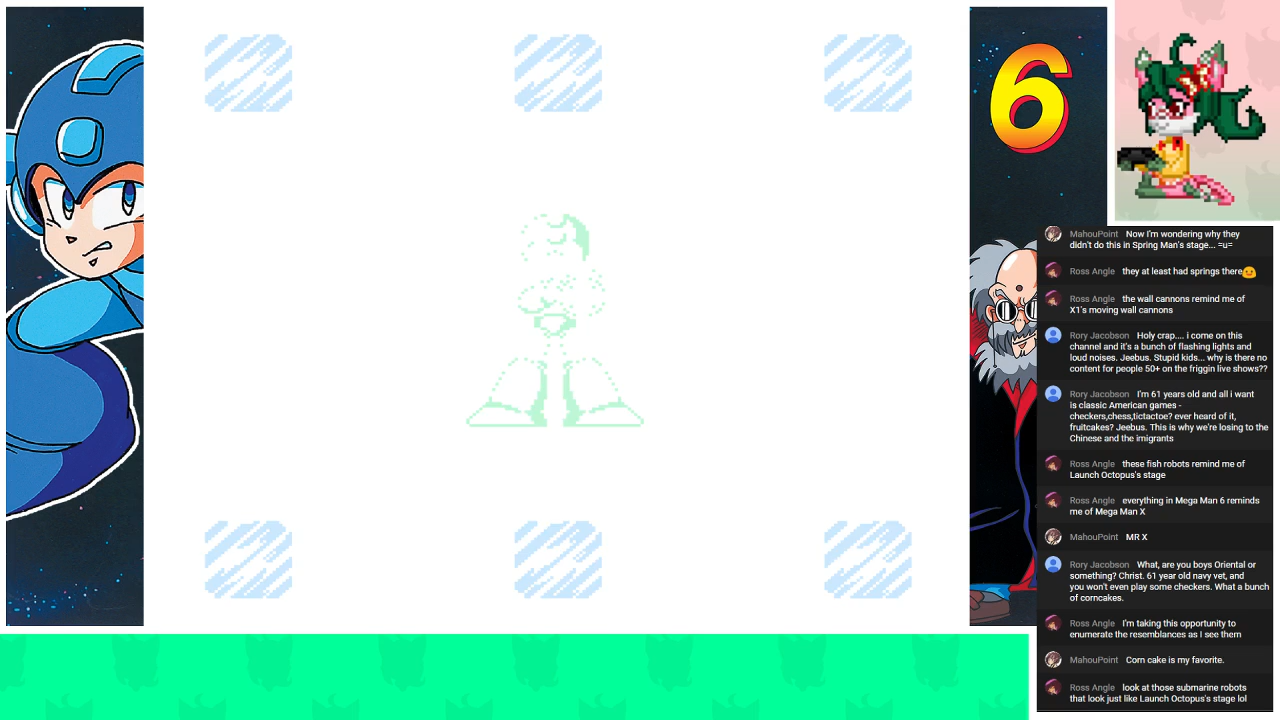 6
MahouPoint Now I'm wondering why they
didn't do this in Spring Man's stage... =u=
Ross Angle they at least had springs there
Ross Angle the wall cannons remind me of
X1's moving wall cannons
Rory Jacobson Holy crap.... i come on this
channel and it's a bunch of flashing lights and
loud noises. Jeebus. Stupid kids... why is there no
content for people 50+ on the friggin live shows??
Rory Jacobson I'm 61 years old and all i want
is classic American games -
checkers,chess,tictactoe? ever heard of it,
fruitcakes? Jeebus. This is why we're losing to the
Chinese and the imigrants
Ross Angle these fish robots remind me of
Launch Octopus's stage
Ross Angle everything in Mega Man 6 reminds
me of Mega Man X
MahouPoint MR X
Rory Jacobson What, are you boys Oriental or
something? Christ. 61 year old navy vet, and
you won't even play some checkers. What a bunch
of corncakes.
Ross Angle I'm taking this opportunity to
enumerate the resemblances as I see them
MahouPoint Corn cake is my favorite.
Ross Angle look at those submarine robots
that look just like Launch Octopus's stage lol